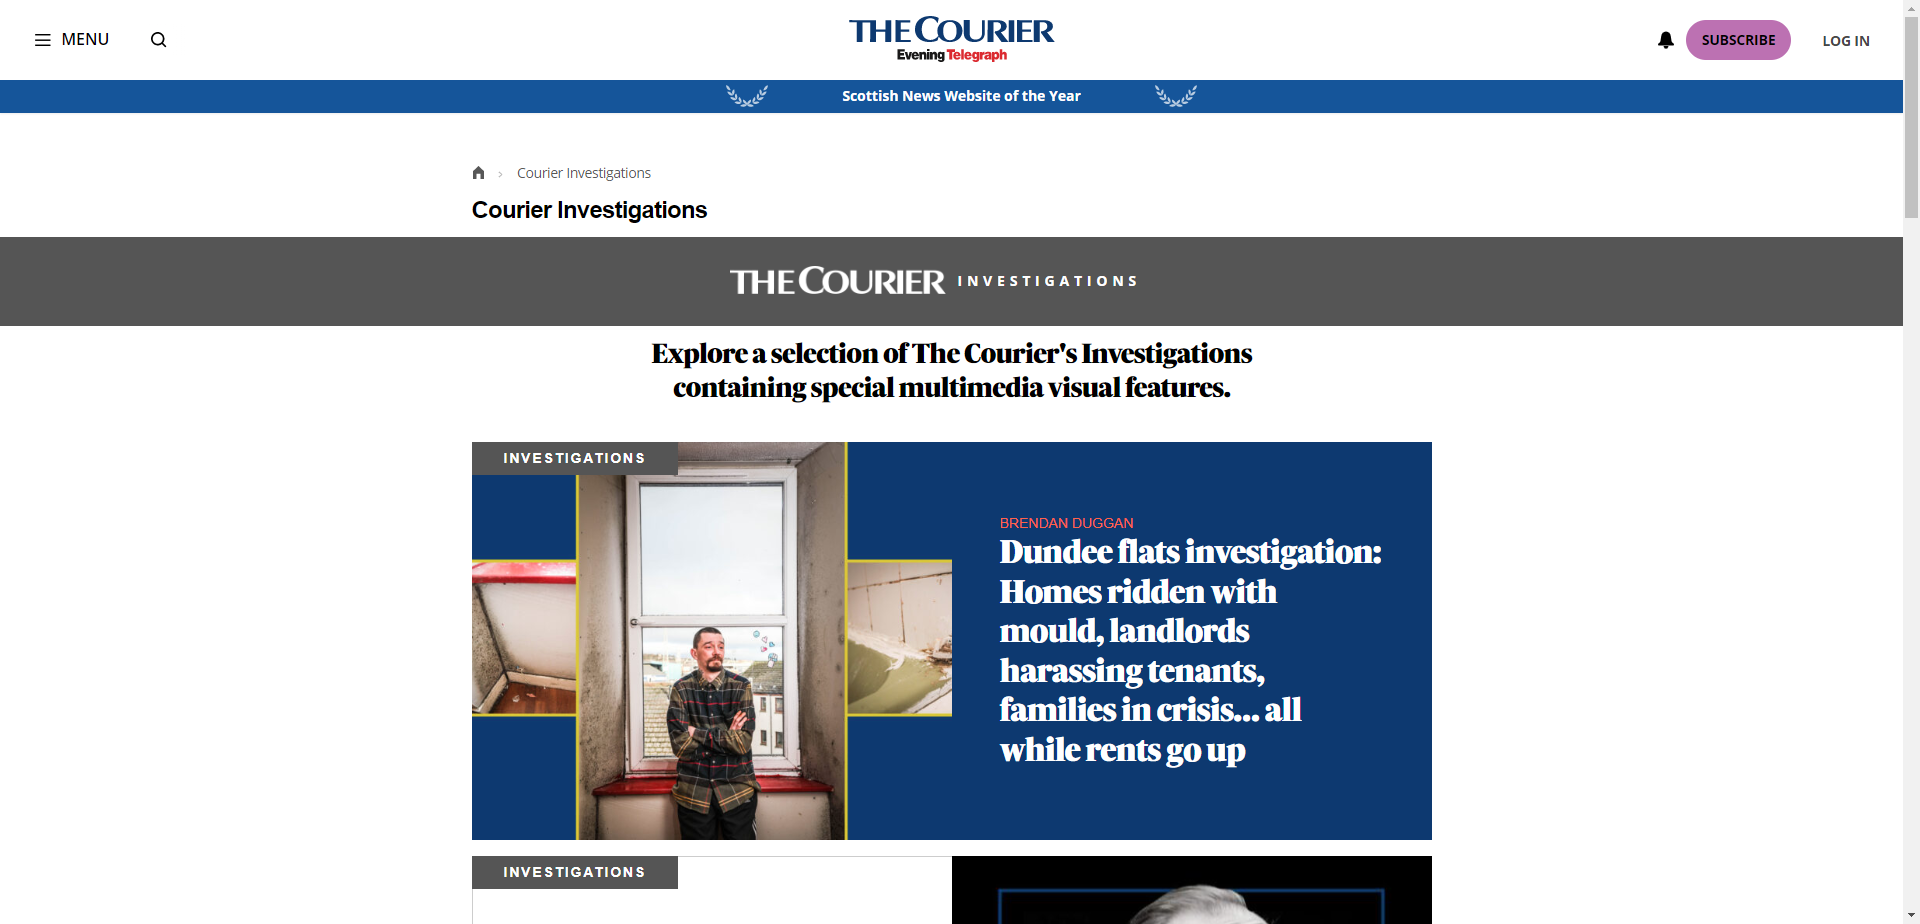 MENU
THE COURIER
Evening Telegraph
SUBSCRIBE
LOG IN
Scottish News Website of the Year
Courier Investigations
Courier Investigations
THE COURIER INVESTIGATIONS
Explore a selection of The Courier's Investigations
containing special multimedia visual features.
INVESTIGATIONS
BRENDAN DUGGAN
Dundee flats investigation:
Homes ridden with
mould, landlords
harassing tenants,
families in crisis... all
while rents go up
INVESTIGATIONS